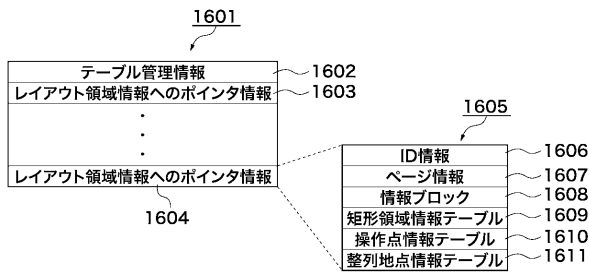 1601
テーブル管理情報
1602
レイアウト領域情報へのポインタ情報
1603
・
・
・
レイアウト領域情報へのポインタ情報
1604
1605
ID情報
1606
ページ情報
1607
情報ブロック
1608
矩形領域情報テーブル
1609
操作点情報テーブル
1610
整列地点情報テーブル
1611